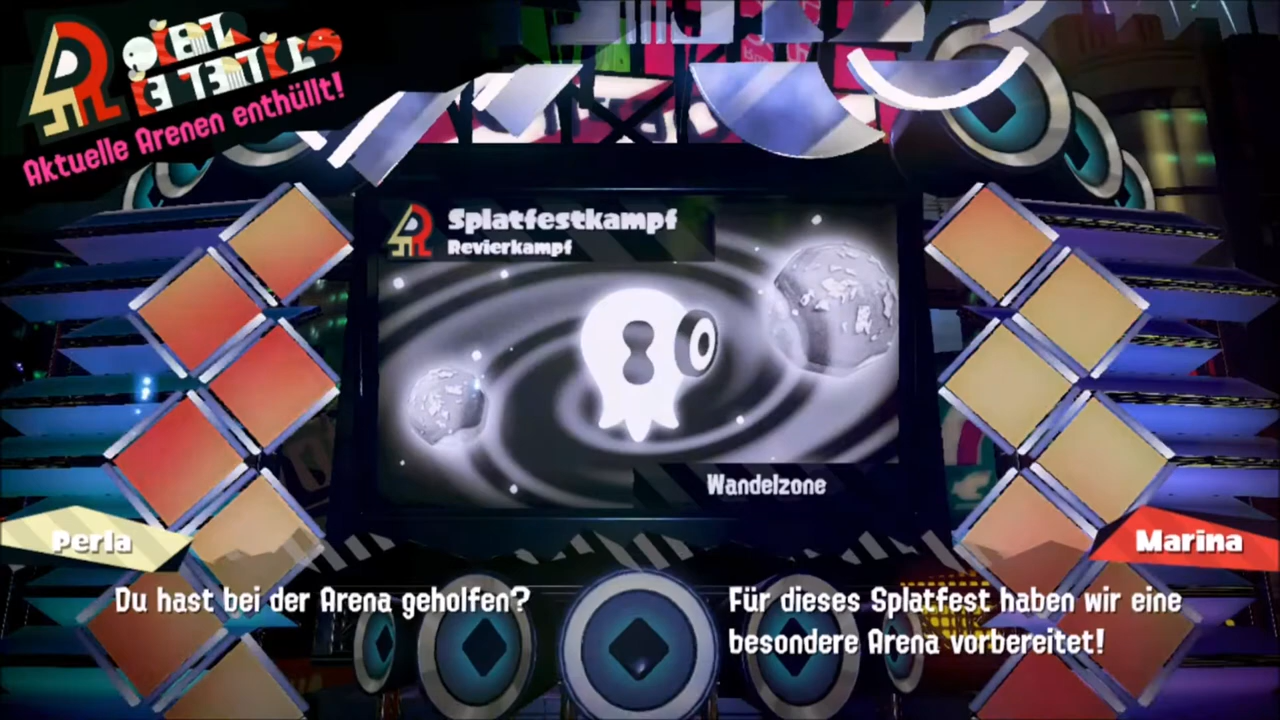 Aktuelle Arenen enthüllt!
Splatfestkampf
Revierkampf
Wandelzone
Perla
Du hast bei der Arena geholfen?
Marina
Für dieses Splatfest haben wir eine
besondere Arena vorbereitet!